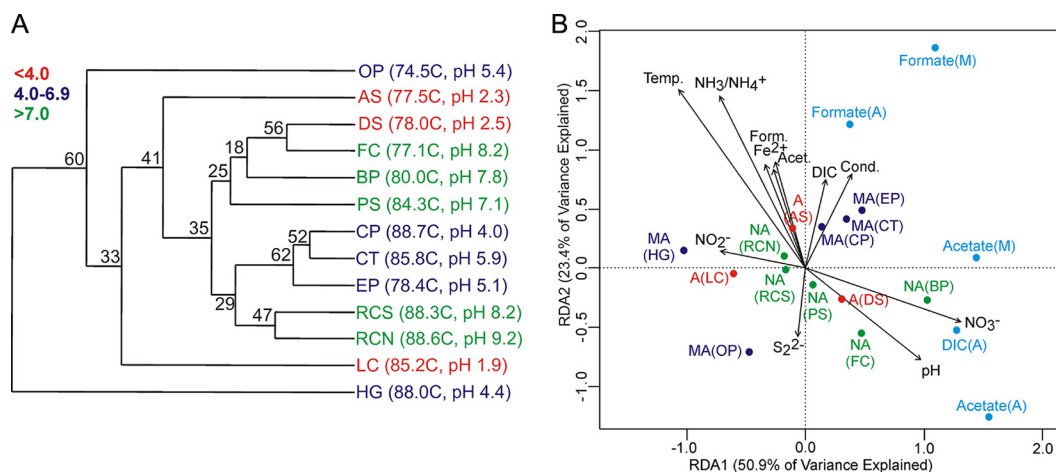 A
<4.0
4.0-6.9
>7.0
OP (74.5C, pH 5.4)
AS (77.5C, pH 2.3)
DS (78.0C, pH 2.5)
FC (77.1C, pH 8.2)
BP (80.0C, pH 7.8)
PS (84.3C, pH 7.1)
CP (88.7C, pH 4.0)
CT (85.8C, pH 5.9)
EP (78.4C, pH 5.1)
RCS (88.3C, pH 8.2)
RCN (88.6C, pH 9.2)
LC (85.2C, pH 1.9)
HG (88.0C, pH 4.4)
60
41
33
56
18
25
35
52
62
29
47
B
RDA2 (23.4% of Variance Explained)
2.0
1.0
0.5
0.0
-0.5
-1.0
Formate(M)
Temp.
NH3/NH4+
Formate(A)
Form.
Fe2+
Acet.
DIC
Cond.
A
(AS)
MA(EP)
MA(CT)
MA(CP)
MA
(HG)
NO2-
NA
(RCN)
Acetate(M)
A(LC)
NA
(RCS)
NA
(PS)
A(DS)
NA(BP)
NO3-
DIC(A)
MA(OP)
S22-
NA
(FC)
pH
Acetate(A)
-1.0
0.0
1.0
2.0
RDA1 (50.9% of Variance Explained)